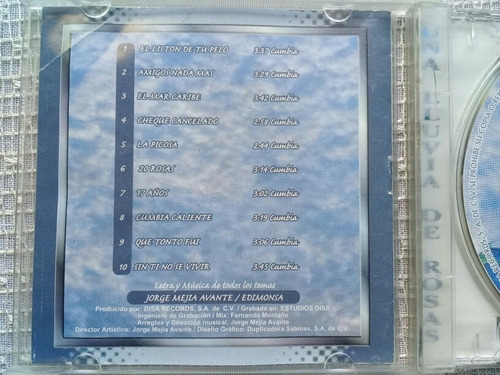 1 EL LISTON DE TU PELO 3:37 Cumbia
2 AMIGOS NADA MAS 3:29 Cumbia
3 EL MAR CARIBE 3:42 Cumbia
4 CHEQUE CANCELADO 2:58 Cumbia
5 LA PICOSA 2:44 Cumbia
6 20 ROSAS 3:14 Cumbia
7 17 AÑOS 3:02 Cumbia
8 CUMBIA CALIENTE 3:19 Cumbia
9 QUE TONTO FUI 3:06 Cumbia
10 SIN TI NO SE VIVIR 3:45 Cumbia
Letra y Música de todos los temas
JORGE MEJIA AVANTE / EDIMONSA
Producido por: DISA RECORDS, S.A. de C.V./ Grabado en: ESTUDIOS DISA
Ingeniero de Grabación / Mix: Fernando Montaño
Arreglos y Dirección musical: Jorge Mejía Avante
Director Artístico: Jorge Mejía Avante / Diseño Gráfico: Duplicadora Sabinax, S.A. de C.V.
UNA LLUVIA DE ROSAS